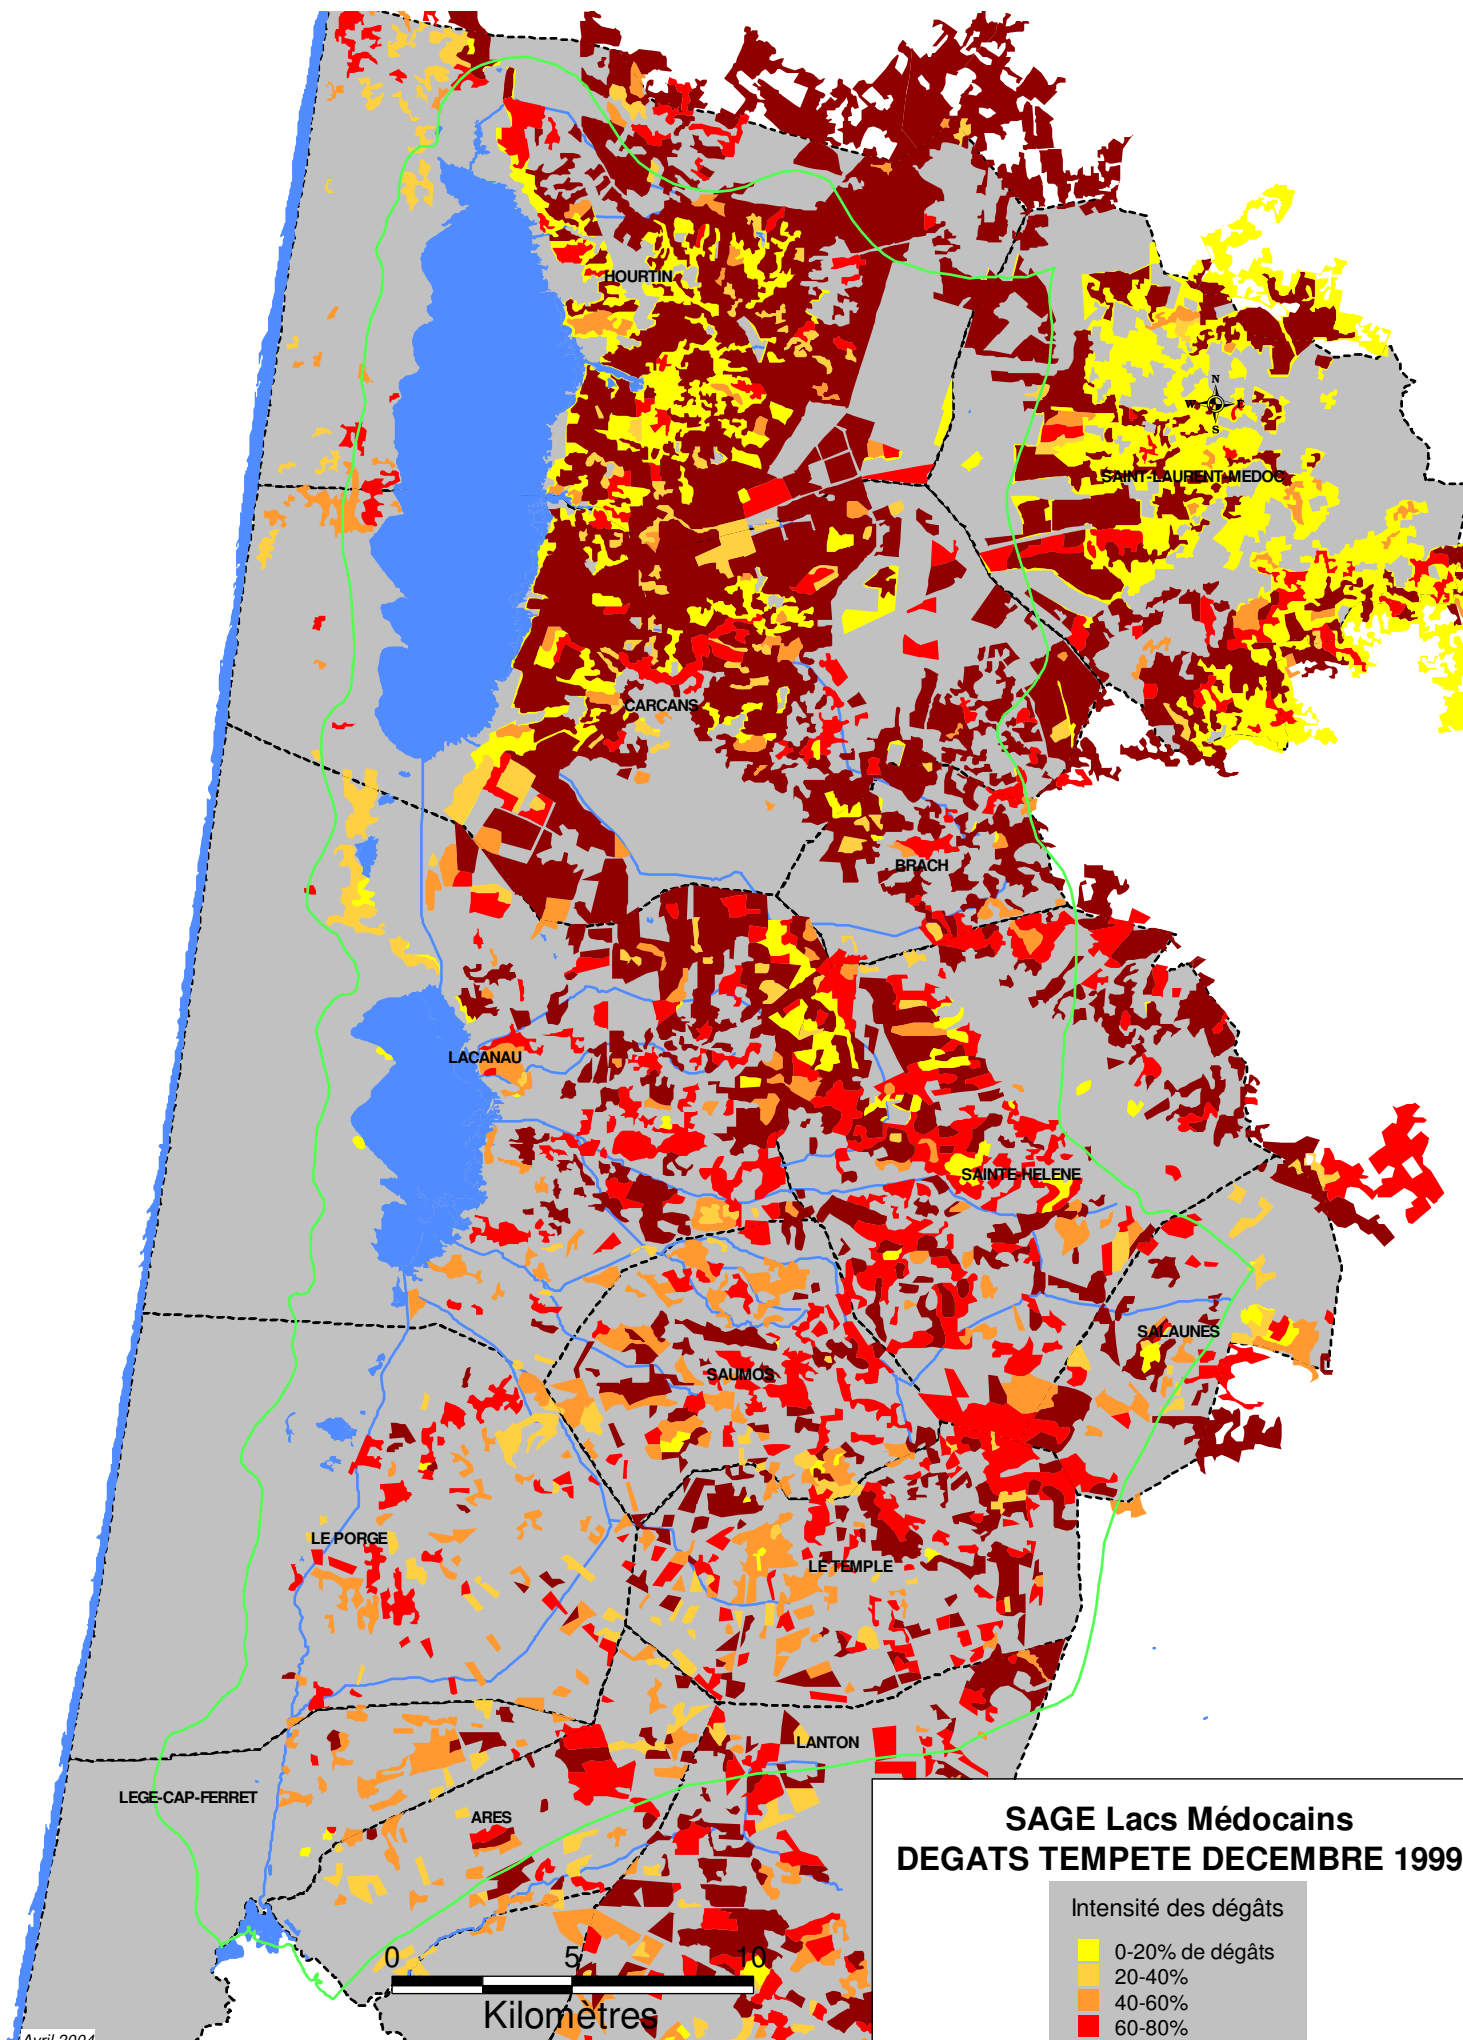 HOURTIN
N
W E
S
SAINT-LAURENT-MEDOC
CARCANS
BRACH
LACANAU
SAINTE-HELENE
SALAUNES
SAUMOS
LE PORGE
LE TEMPLE
LANTON
LEGE-CAP-FERRET
ARES
SAGE Lacs Médocains
DEGATS TEMPETE DECEMBRE 1999
Intensité des dégâts
0-20% de dégâts
20-40%
40-60%
60-80%
0 5 10
Kilomètres
Avril 2004